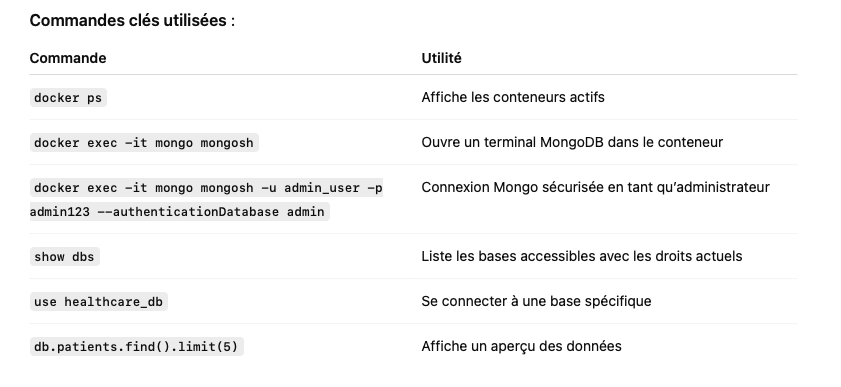 Commandes clés utilisées :
Commande Utilité
docker ps Affiche les conteneurs actifs
docker exec -it mongo mongosh Ouvre un terminal MongoDB dans le conteneur
docker exec -it mongo mongosh -u admin_user -p Connexion Mongo sécurisée en tant qu'administrateur
admin123 --authenticationDatabase admin
show dbs Liste les bases accessibles avec les droits actuels
use healthcare_db Se connecter à une base spécifique
db.patients.find().limit(5) Affiche un aperçu des données